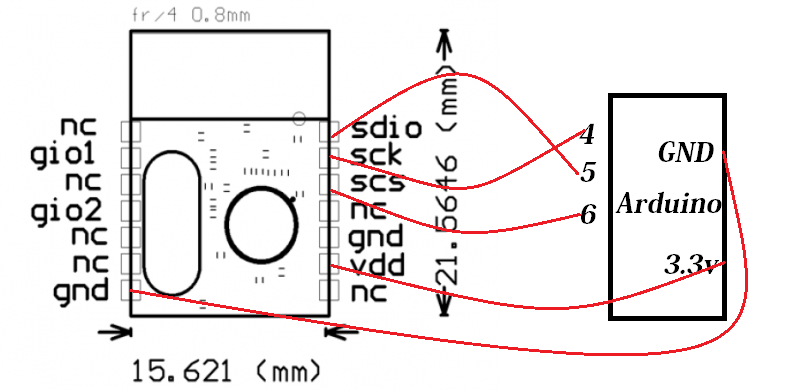 fr/4 0.8mm
nc
gio1
nc
gio2
nc
nc
gnd
sdio
sck
scs
nc
gnd
vdd
nc
21.5646 (mm)
15.621 (mm)
4
5
6
GND
Arduino
3.3v